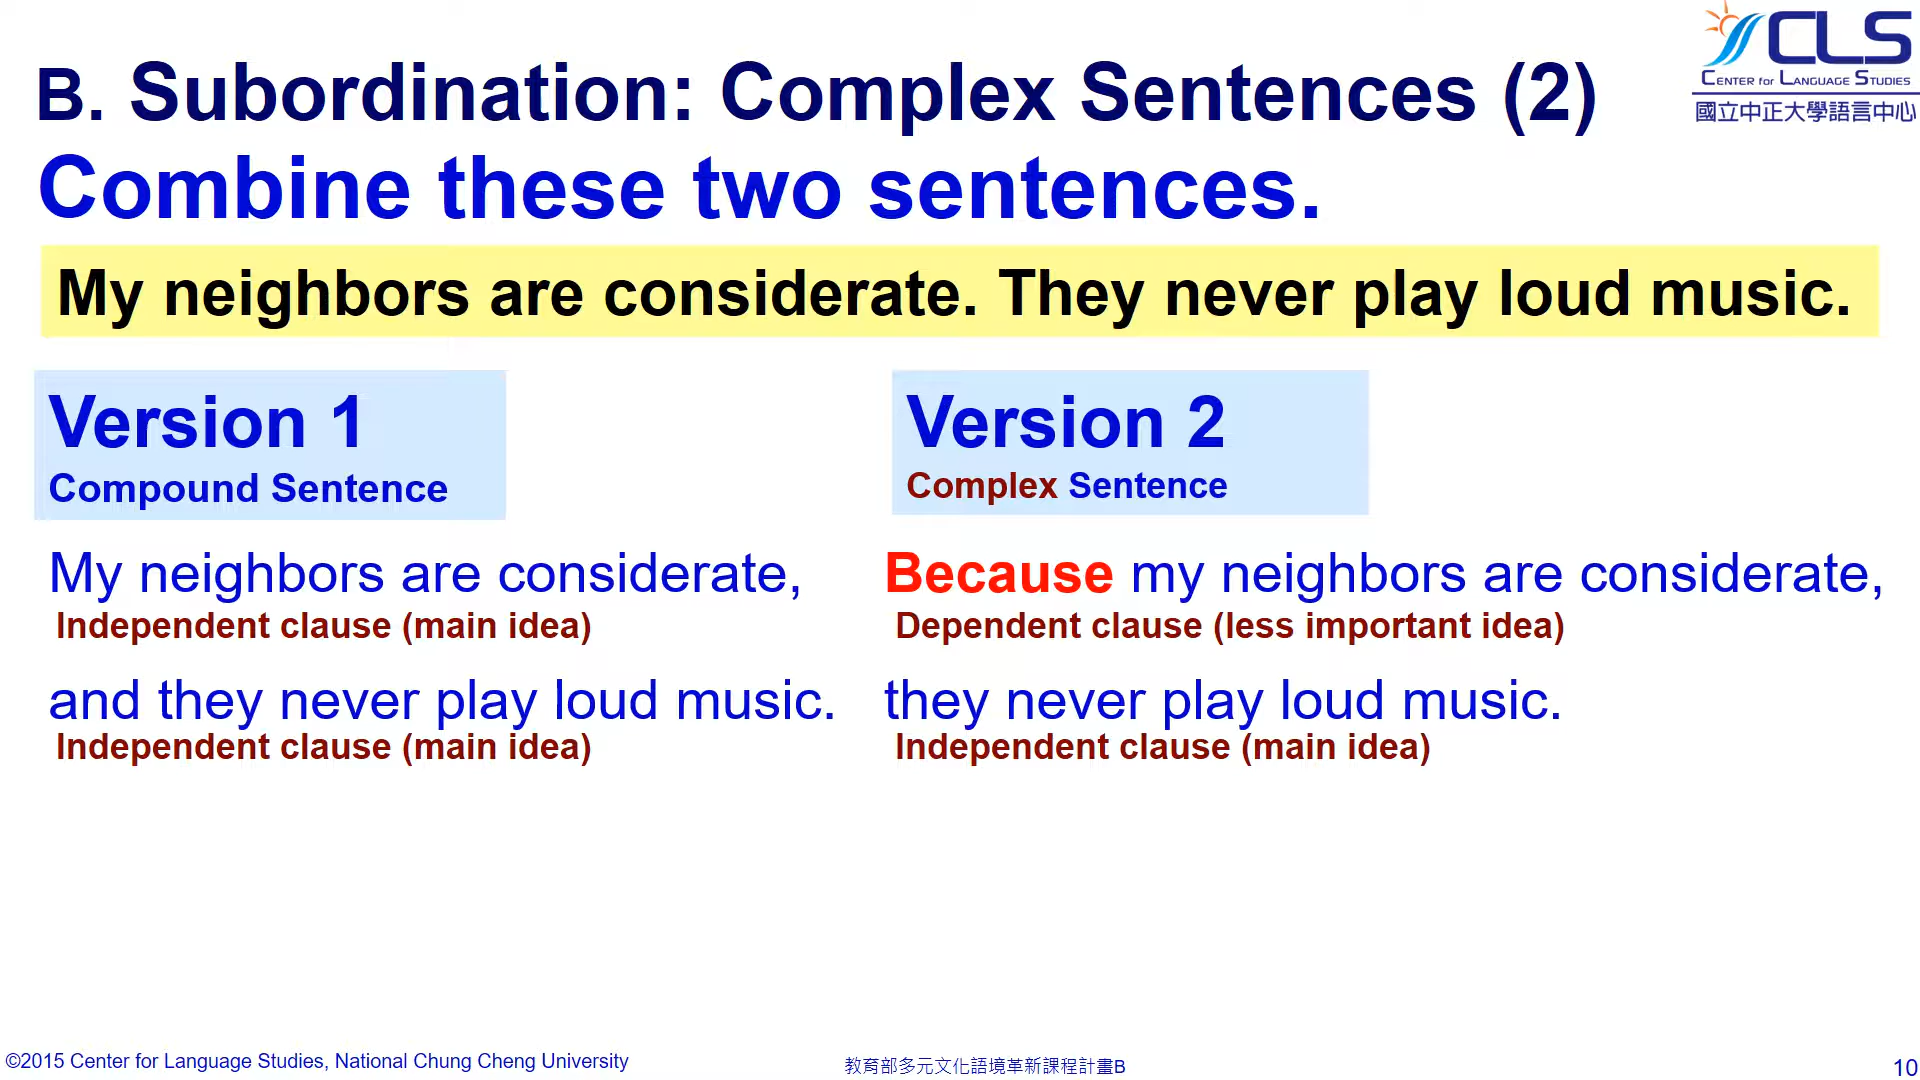 CLS
CENTER for LANGUAGE STUDIES
國立中正大學語言中心
B. Subordination: Complex Sentences (2)
Combine these two sentences.
My neighbors are considerate. They never play loud music.
Version 1
Compound Sentence
My neighbors are considerate,
Independent clause (main idea)
and they never play loud music.
Independent clause (main idea)
Version 2
Complex Sentence
Because my neighbors are considerate,
Dependent clause (less important idea)
they never play loud music.
Independent clause (main idea)
©2015 Center for Language Studies, National Chung Cheng University
教育部多元文化語境革新課程計畫B
10